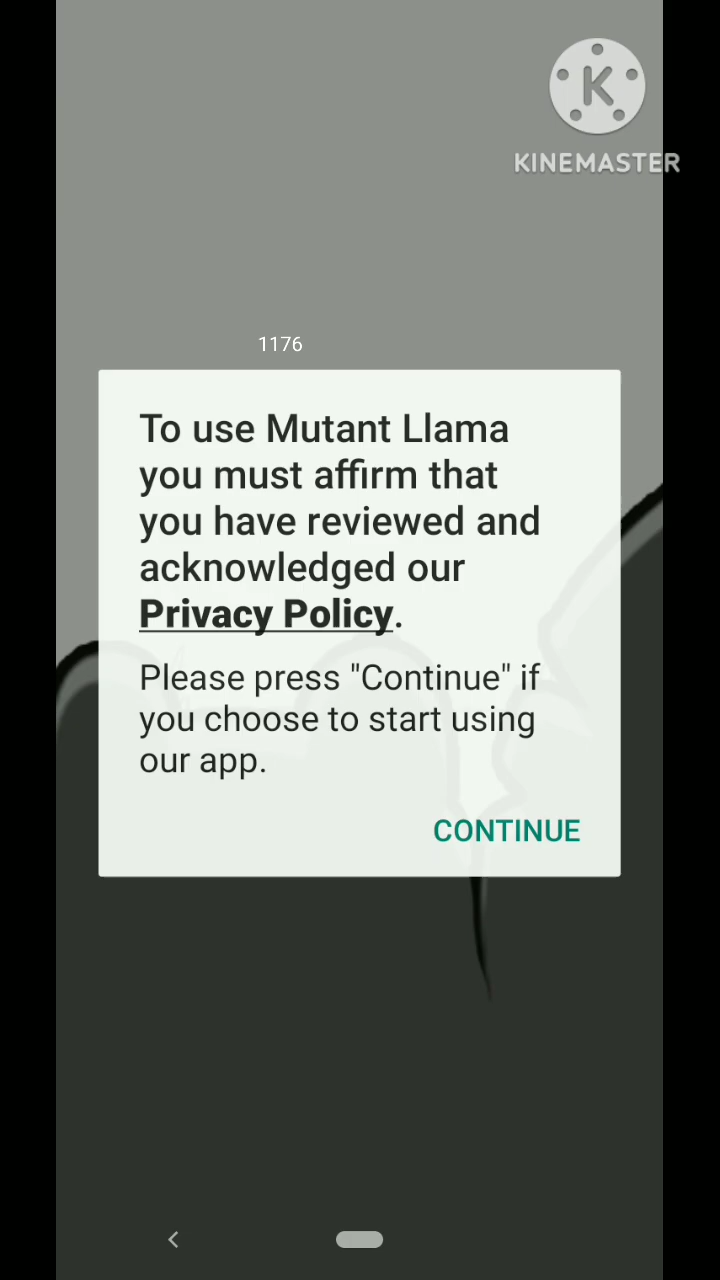 K
KINEMASTER
1176
To use Mutant Llama
you must affirm that
you have reviewed and
acknowledged our
Privacy Policy.
Please press "Continue" if
you choose to start using
our app.
CONTINUE